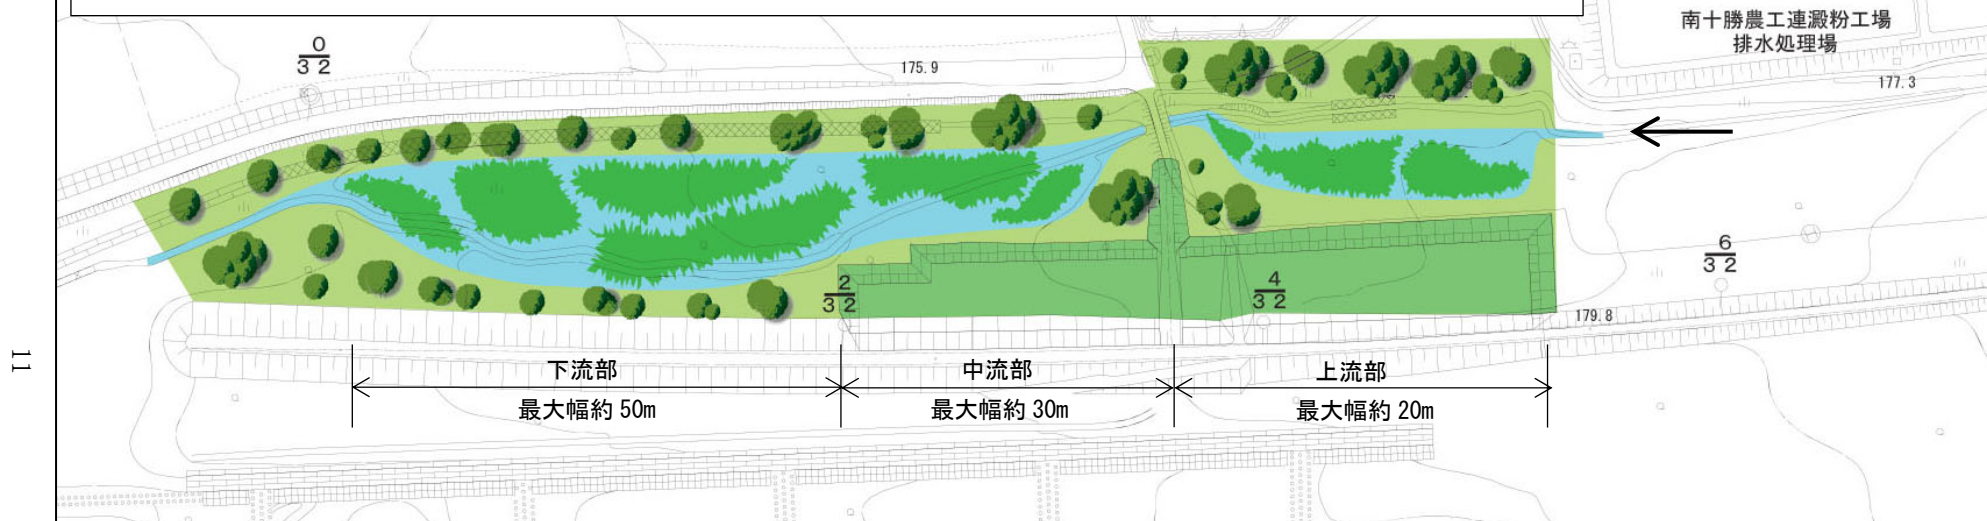 南十勝農工連澱粉工場
排水処理場
0
32
175.9
177.3
6
32
2
32
4
32
179.8
下流部
中流部
上流部
最大幅約 50m
最大幅約 30m
最大幅約 20m
11